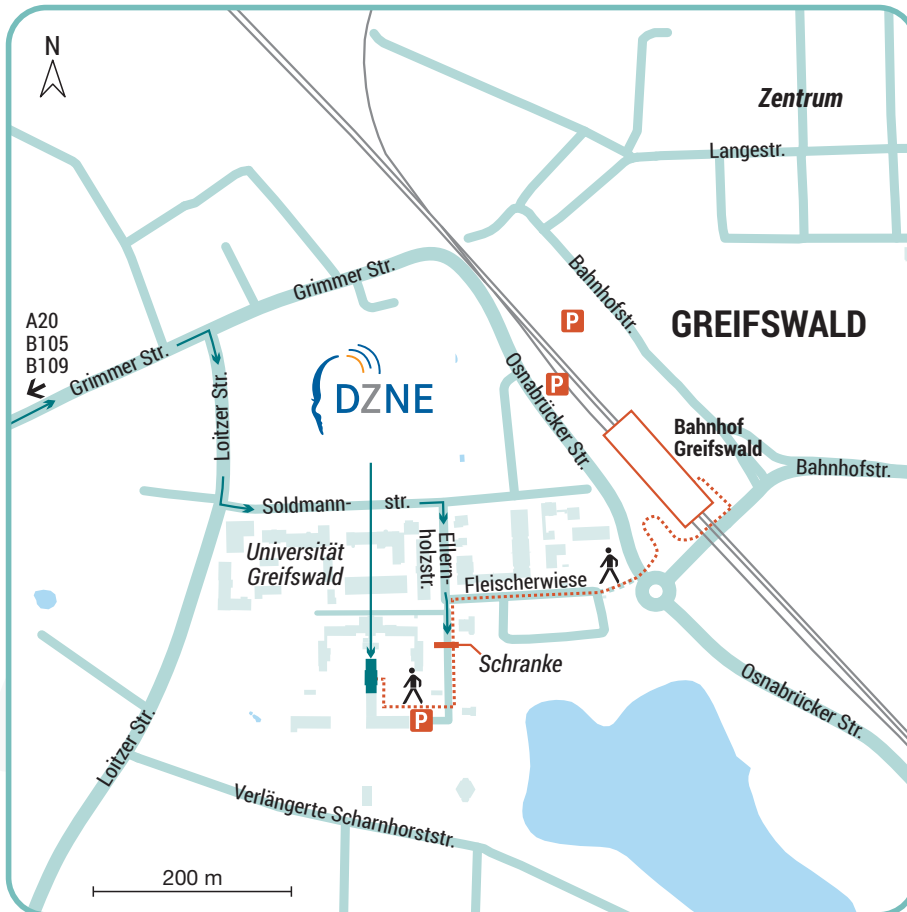 N
Zentrum
Langestr.
Grimmer Str.
Bahnhofstr.
A20
B105
B109
P
GREIFSWALD
Grimmer Str.
DZNE
P
Osnabrücker Str.
Loitzer Str.
Bahnhof
Greifswald
Bahnhofstr.
Soldmann- str.
Universität
Greifswald
Ellern-
holzstr.
Fleischerwiese
Schranke
P
Osnabrücker Str.
Loitzer Str.
Verlängerte Scharnhorststr.
200 m